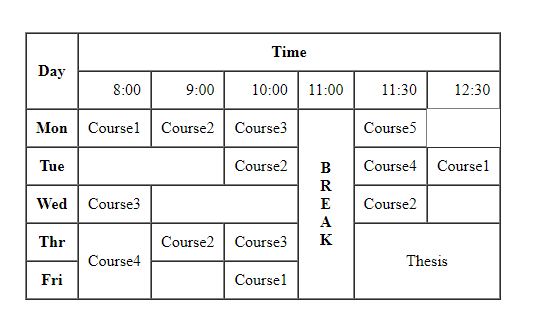 Day Time
8:00 9:00 10:00 11:00 11:30 12:30
Mon Course1 Course2 Course3 Course5
Tue Course2 Course4 Course1
Wed Course3 Course2
Thr Course2 Course3
Course4 Thesis
Fri Course1
B
R
E
A
K